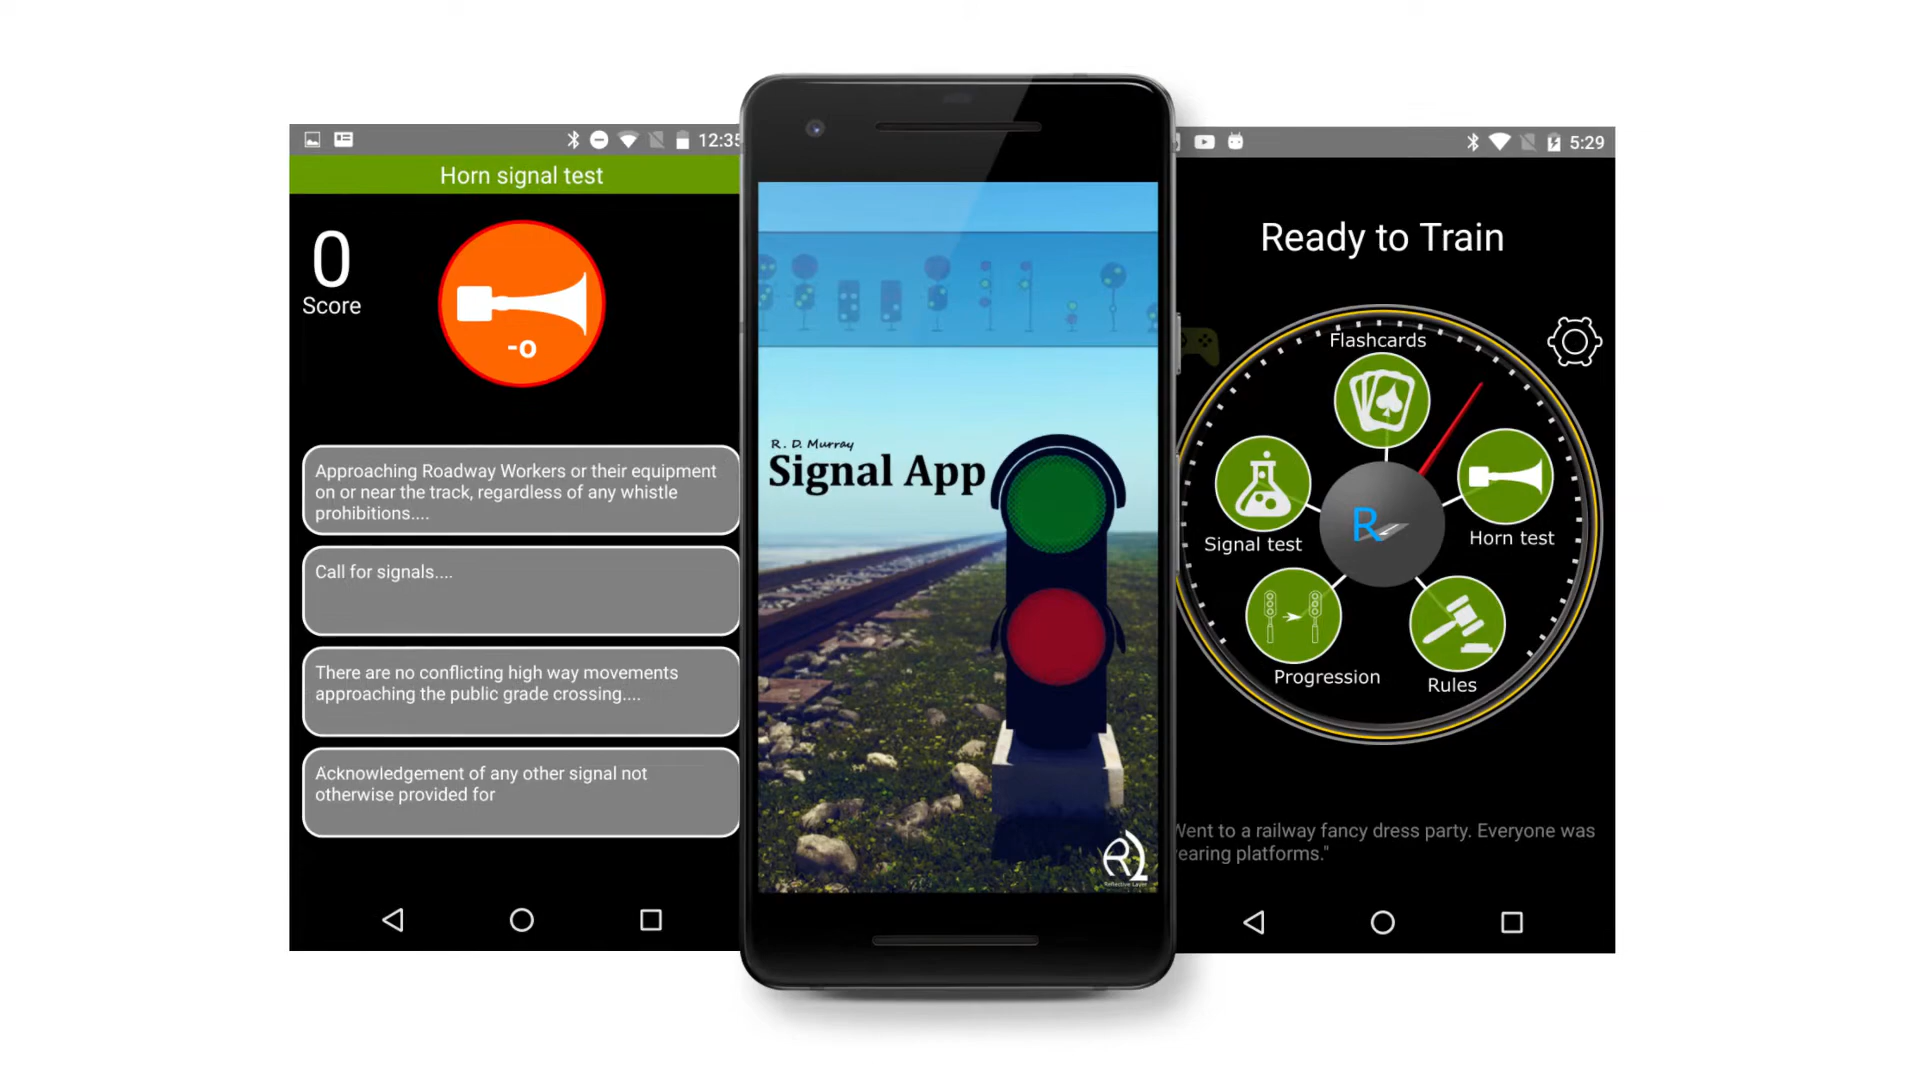 12:35
Horn signal test
0
Score
-o
Approaching Roadway Workers or their equipment
on or near the track, regardless of any whistle
prohibitions....
Call for signals....
There are no conflicting high way movements
approaching the public grade crossing....
Acknowledgement of any other signal not
otherwise provided for
R. D. Murray
Signal App
Reflective Layer
5:29
Ready to Train
Flashcards
Signal test
Horn test
Progression
Rules
R
Went to a railway fancy dress party. Everyone was
earing platforms."